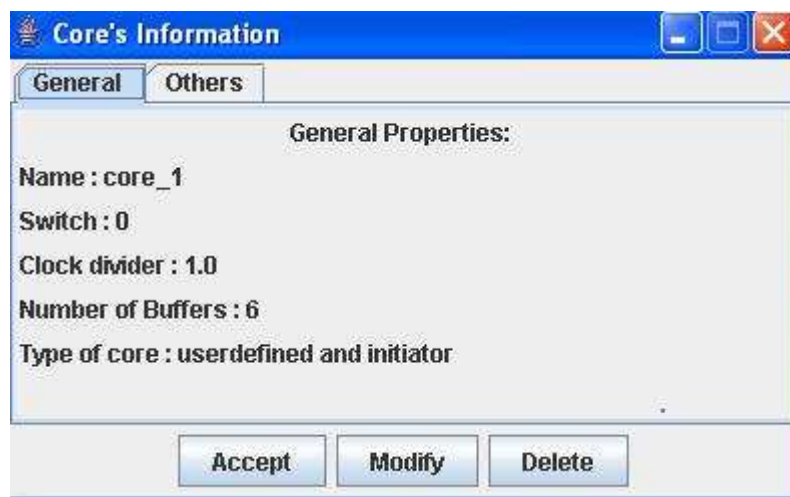 Core's Information
General Others
General Properties:
Name : core_1
Switch : 0
Clock divider : 1.0
Number of Buffers : 6
Type of core : userdefined and initiator
Accept Modify Delete